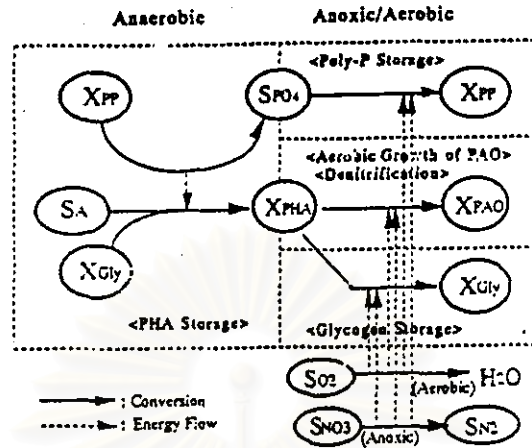 Anaerobic
Anoxic/Aerobic
<Poly-P Storage>
XPP
SPO4
XPP
<Aerobic Growth of PAO>
<Denitrification>
SA
XPHA
XPAO
XGly
XGly
<PHA Storage>
<Glycogen Storage>
SO2
(Aerobic)
H2O
: Conversion
: Energy Flow
SNO3
(Anoxic)
SN2